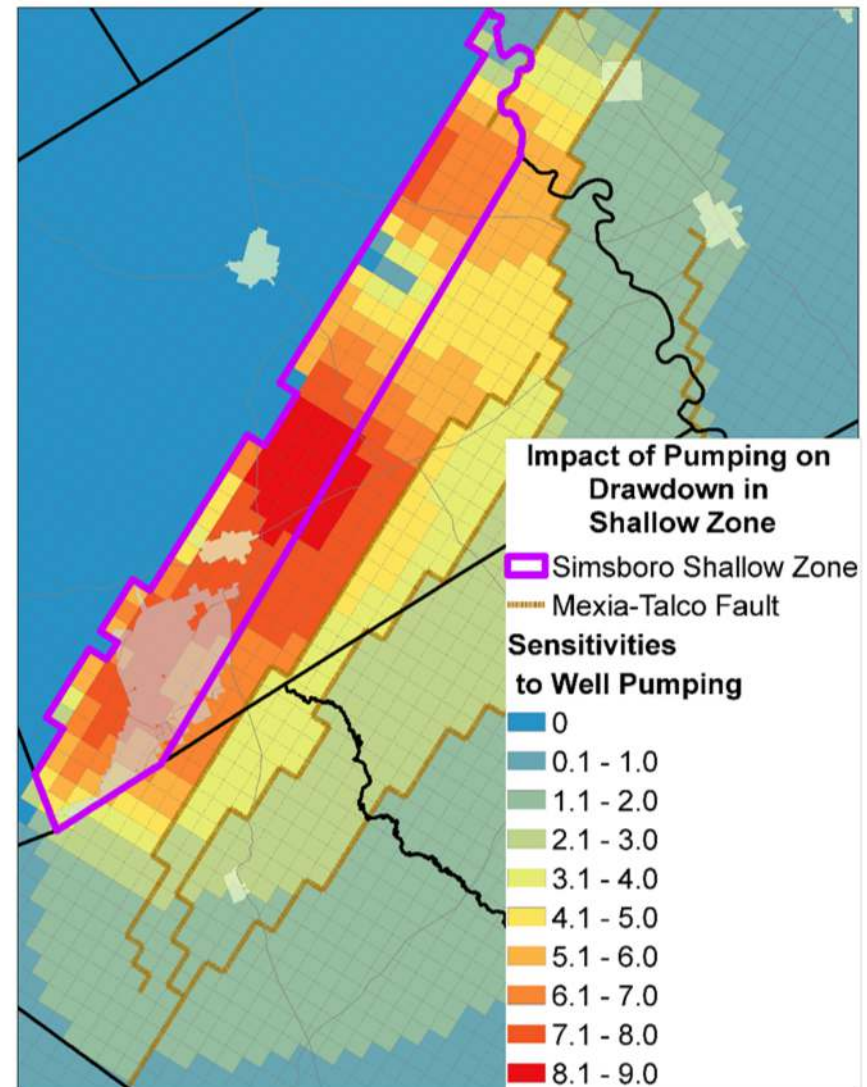 Impact of Pumping on
Drawdown in
Shallow Zone
Simsboro Shallow Zone
Mexia-Talco Fault
Sensitivities
to Well Pumping
0
0.1 - 1.0
1.1 - 2.0
2.1 - 3.0
3.1 - 4.0
4.1 - 5.0
5.1 - 6.0
6.1 - 7.0
7.1 - 8.0
8.1 - 9.0